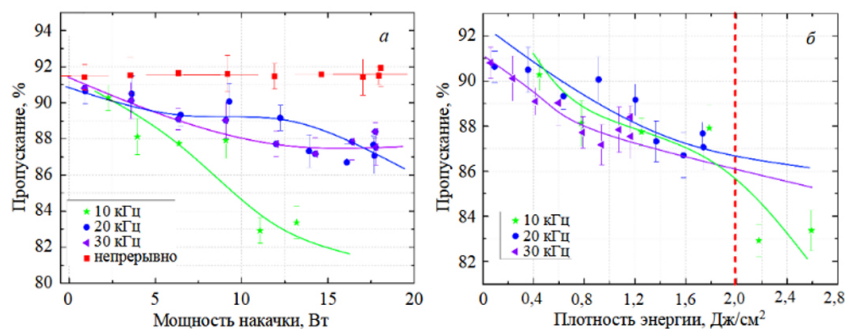 а
Пропускание, %
94
92
90
88
86
84
82
80
10 кГц
20 кГц
30 кГц
непрерывно
0 5 10 15 20
Мощность накачки, Вт
б
Пропускание, %
92
90
88
86
84
82
10 кГц
20 кГц
30 кГц
0 0,4 0,8 1,2 1,6 2,0 2,4 2,8
Плотность энергии, Дж/см²